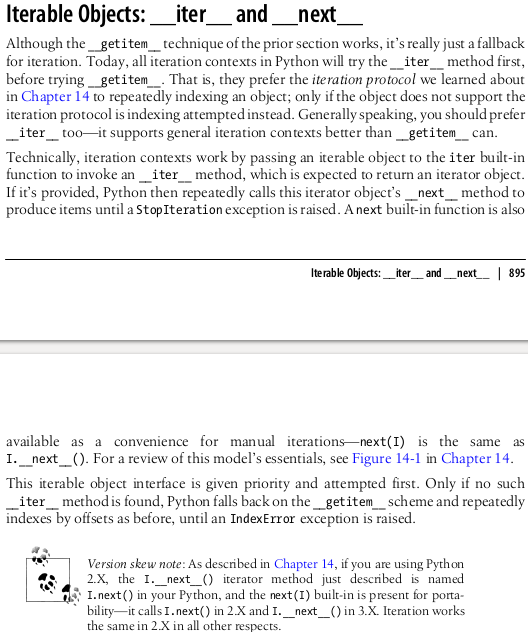 Iterable Objects: __iter__ and __next__
Although the __getitem__ technique of the prior section works, it's really just a fallback
for iteration. Today, all iteration contexts in Python will try the __iter__ method first,
before trying __getitem__. That is, they prefer the iteration protocol we learned about
in Chapter 14 to repeatedly indexing an object; only if the object does not support the
iteration protocol is indexing attempted instead. Generally speaking, you should prefer
__iter__ too—it supports general iteration contexts better than __getitem__ can.
Technically, iteration contexts work by passing an iterable object to the iter built-in
function to invoke an __iter__ method, which is expected to return an iterator object.
If it's provided, Python then repeatedly calls this iterator object's __next__ method to
produce items until a StopIteration exception is raised. A next built-in function is also
Iterable Objects: __iter__ and __next__ | 895
available as a convenience for manual iterations—next(I) is the same as
I.__next__(). For a review of this model's essentials, see Figure 14-1 in Chapter 14.
This iterable object interface is given priority and attempted first. Only if no such
__iter__ method is found, Python falls back on the __getitem__ scheme and repeatedly
indexes by offsets as before, until an IndexError exception is raised.
Version skew note: As described in Chapter 14, if you are using Python
2.X, the I.__next__() iterator method just described is named
I.next() in your Python, and the next(I) built-in is present for porta-
bility—it calls I.next() in 2.X and I.__next__() in 3.X. Iteration works
the same in 2.X in all other respects.